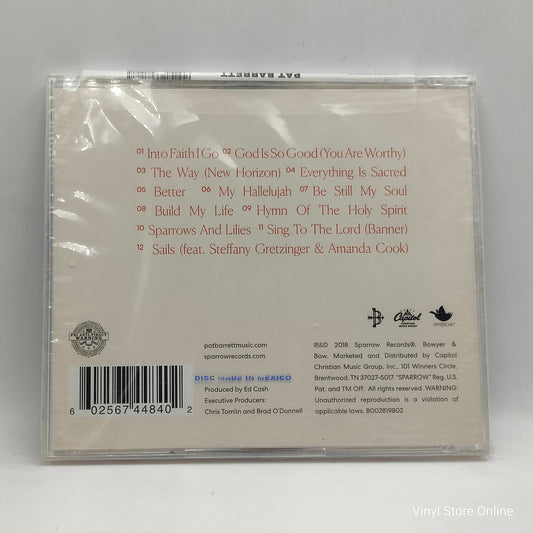 PAT BARRETT
01 Into Faith I Go 02 God Is So Good (You Are Worthy)
03 The Way (New Horizon) 04 Everything Is Sacred
05 Better 06 My Hallelujah 07 Be Still My Soul
08 Build My Life 09 Hymn Of The Holy Spirit
10 Sparrows And Lilies 11 Sing To The Lord (Banner)
12 Sails (feat. Steffany Gretzinger & Amanda Cook)
Capitol
SPARROW
FBI ANTI-PIRACY
WARNING
patbarrettmusic.com
sparrowrecords.com
DISC MADE IN MEXICO
Produced by Ed Cash
Executive Producers:
Chris Tomlin and Brad O'Donnell
6 02567 44840 2
℗&© 2018 Sparrow Records®, Bowyer &
Bow. Marketed and Distributed by Capitol
Christian Music Group, Inc., 101 Winners Circle,
Brentwood, TN 37027-5017. "SPARROW" Reg. U.S.
Pat. and TM Off. All rights reserved. WARNING:
Unauthorized reproduction is a violation of
applicable laws. B002819802
Vinyl Store Online